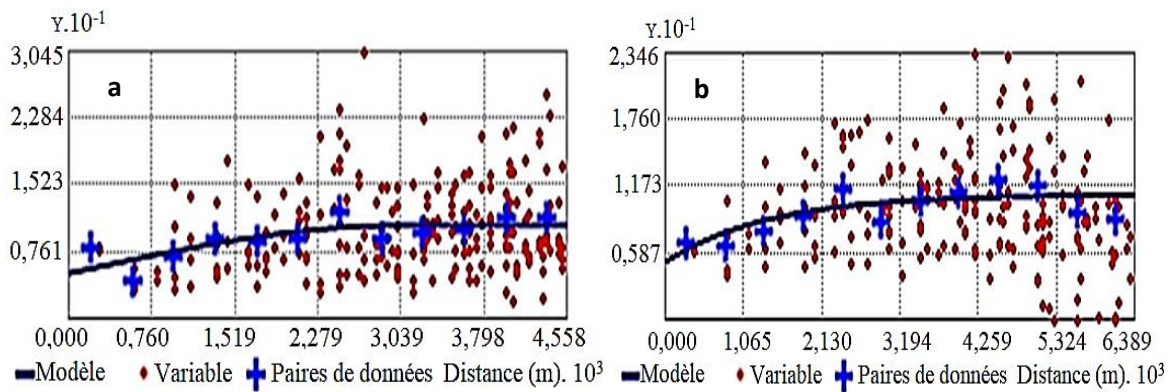 Y.10⁻¹
3,045
2,284
1,523
0,761
a
0,000 0,760 1,519 2,279 3,039 3,798 4,558
Modèle Variable Paires de données Distance (m). 10³
Y.10⁻¹
2,346
1,760
1,173
0,587
b
0,000 1,065 2,130 3,194 4,259 5,324 6,389
Modèle Variable Paires de données Distance (m). 10³